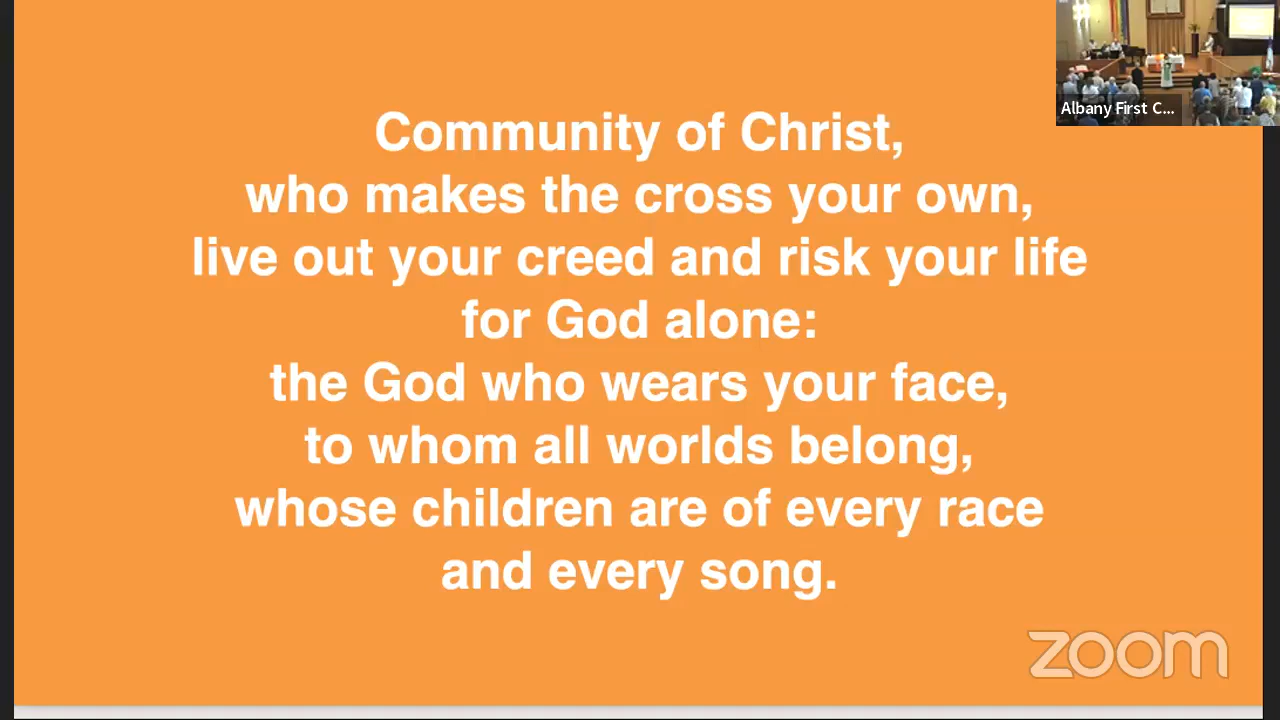 Community of Christ,
who makes the cross your own,
live out your creed and risk your life
for God alone:
the God who wears your face,
to whom all worlds belong,
whose children are of every race
and every song.
Albany First C...
zoom